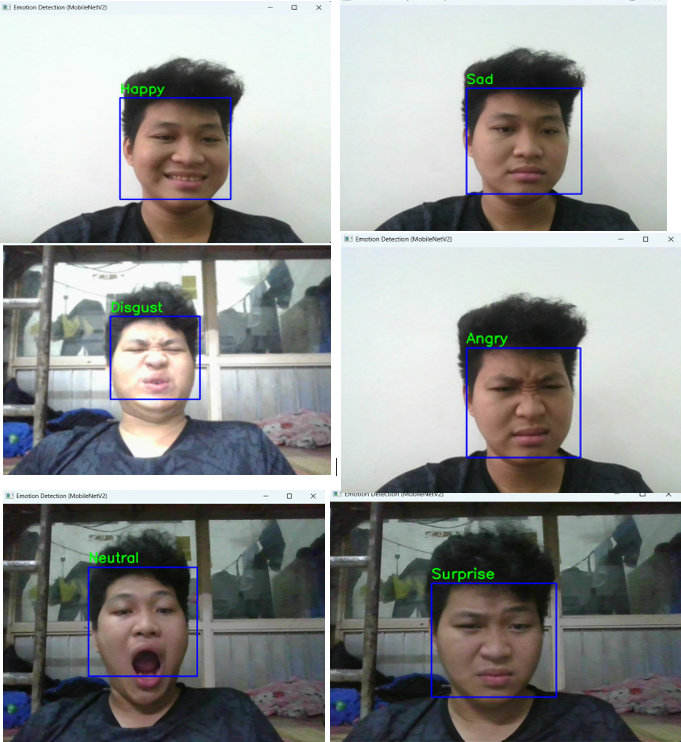 Emotion Detection (MobileNetV2)
Happy
Sad
Disgust
Emotion Detection (MobileNetV2)
Angry
Emotion Detection (MobileNetV2)
Neutral
Emotion Detection (MobileNetV2)
Surprise